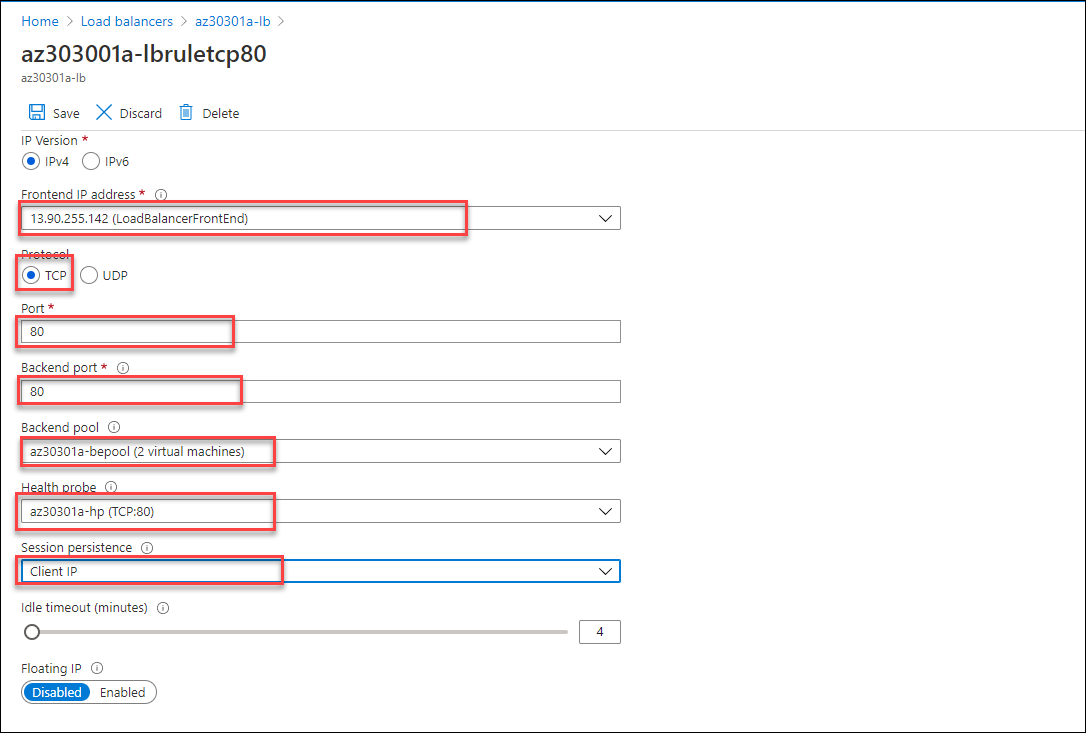 Home > Load balancers > az30301a-lb >
az303001a-lbruletcp80
az30301a-lb
Save Discard Delete
IP Version *
IPv4 IPv6
Frontend IP address *
13.90.255.142 (LoadBalancerFrontEnd)
Protocol
TCP UDP
Port *
80
Backend port *
80
Backend pool
az30301a-bepool (2 virtual machines)
Health probe
az30301a-hp (TCP:80)
Session persistence
Client IP
Idle timeout (minutes)
4
Floating IP
Disabled Enabled